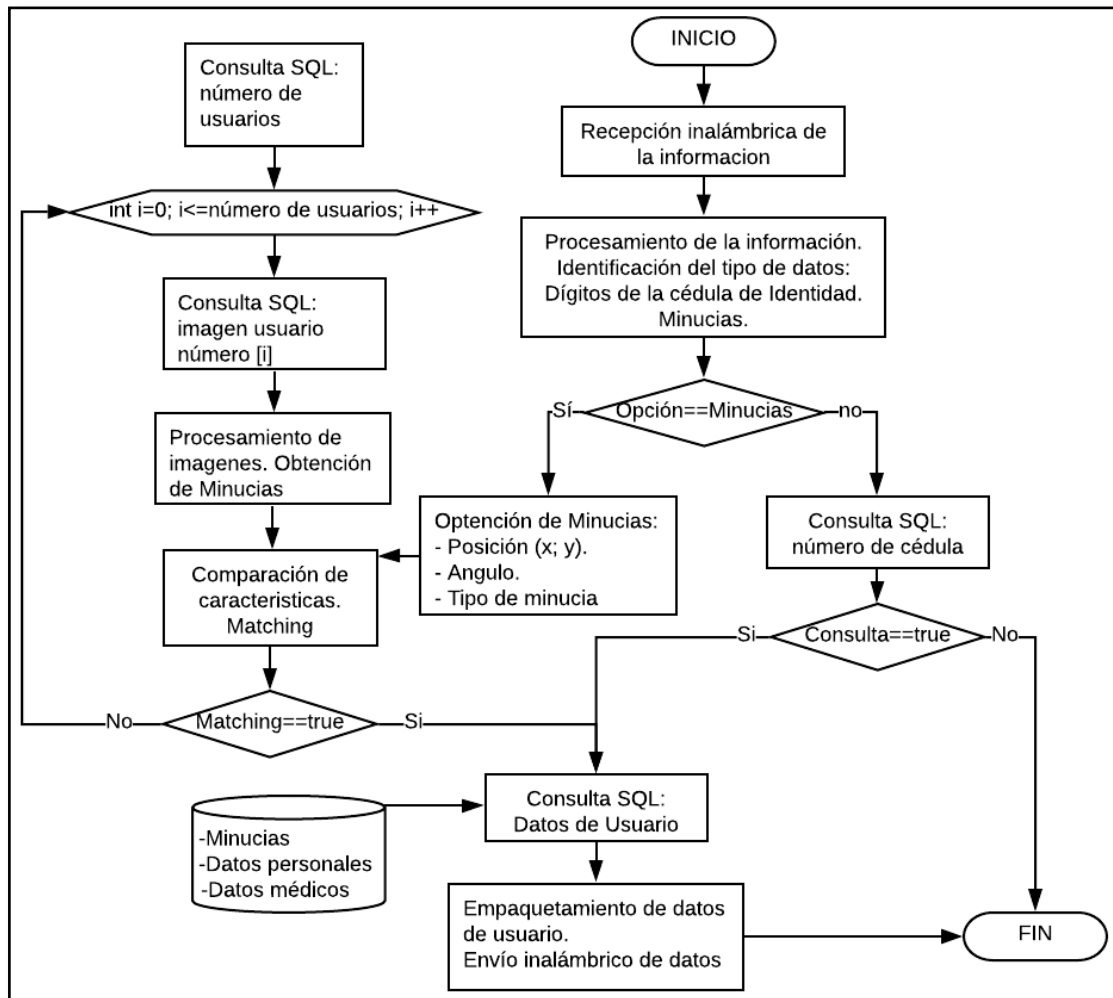 INICIO
Recepción inalámbrica de
la informacion
Procesamiento de la información.
Identificación del tipo de datos:
Dígitos de la cédula de Identidad.
Minucias.
Sí
Opción==Minucias
no
Optención de Minucias:
- Posición (x; y).
- Angulo.
- Tipo de minucia
Consulta SQL:
número de cédula
Si
Consulta==true
No
Consulta SQL:
número de
usuarios
int i=0; i<=número de usuarios; i++
Consulta SQL:
imagen usuario
número [i]
Procesamiento de
imagenes. Obtención
de Minucias
Comparación de
caracteristicas.
Matching
No
Matching==true
Si
Consulta SQL:
Datos de Usuario
-Minucias
-Datos personales
-Datos médicos
Empaquetamiento de datos
de usuario.
Envío inalámbrico de datos
FIN